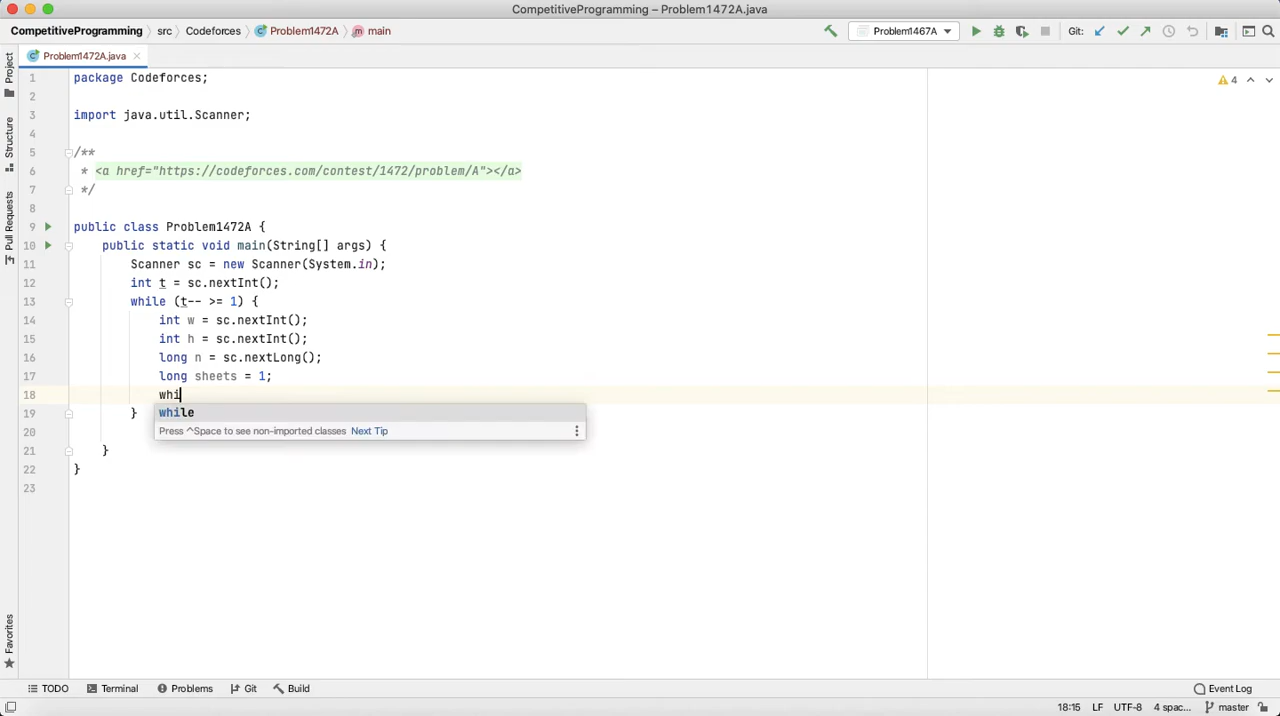 CompetitiveProgramming – Problem1472A.java
CompetitiveProgramming src Codeforces Problem1472A main
Problem1467A
Git:
Problem1472A.java
Project
Structure
Pull Requests
Favorites
4
1 package Codeforces;
2
3 import java.util.Scanner;
4
5 /**
6 * <a href="https://codeforces.com/contest/1472/problem/A"></a>
7 */
8
9 public class Problem1472A {
10 public static void main(String[] args) {
11 Scanner sc = new Scanner(System.in);
12 int t = sc.nextInt();
13 while (t-- >= 1) {
14 int w = sc.nextInt();
15 int h = sc.nextInt();
16 long n = sc.nextLong();
17 long sheets = 1;
18 whi
19 }
while
20
Press ^Space to see non-imported classes Next Tip
21 }
22 }
23
TODO Terminal Problems Git Build Event Log
18:15 LF UTF-8 4 spac... master